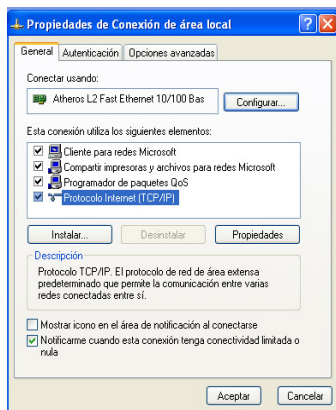 Propiedades de Conexión de área local
General
Autenticación
Opciones avanzadas
Conectar usando:
Atheros L2 Fast Ethernet 10/100 Bas
Configurar...
Esta conexión utiliza los siguientes elementos:
Cliente para redes Microsoft
Compartir impresoras y archivos para redes Microsoft
Programador de paquetes QoS
Protocolo Internet (TCP/IP)
Instalar...
Desinstalar
Propiedades
Descripción
Protocolo TCP/IP. El protocolo de red de área extensa
predeterminado que permite la comunicación entre varias
redes conectadas entre sí.
Mostrar icono en el área de notificación al conectarse
Notificarme cuando esta conexión tenga conectividad limitada o
nula
Aceptar
Cancelar